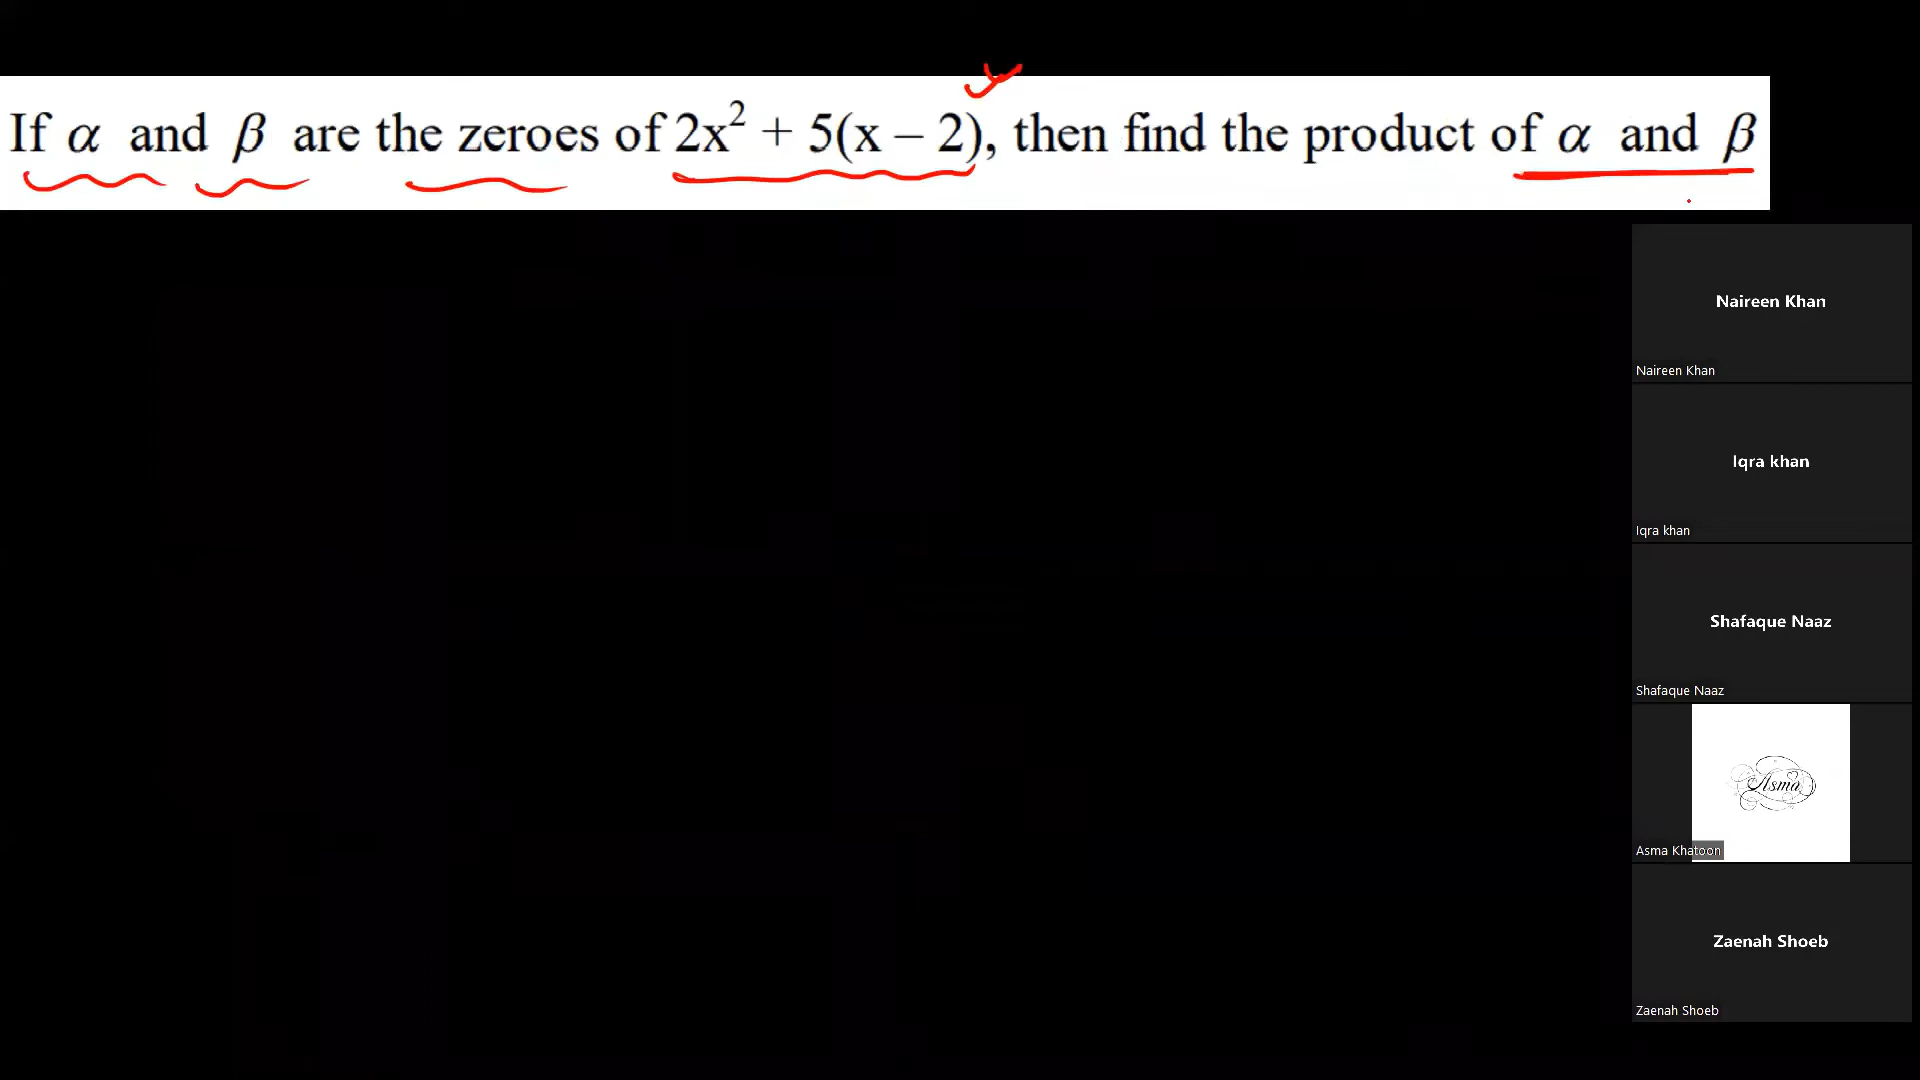 If α and β are the zeroes of 2x² + 5(x – 2), then find the product of α and β
Naireen Khan
Naireen Khan
Iqra khan
Iqra khan
Shafaque Naaz
Shafaque Naaz
Asma
Asma Khatoon
Zaenah Shoeb
Zaenah Shoeb